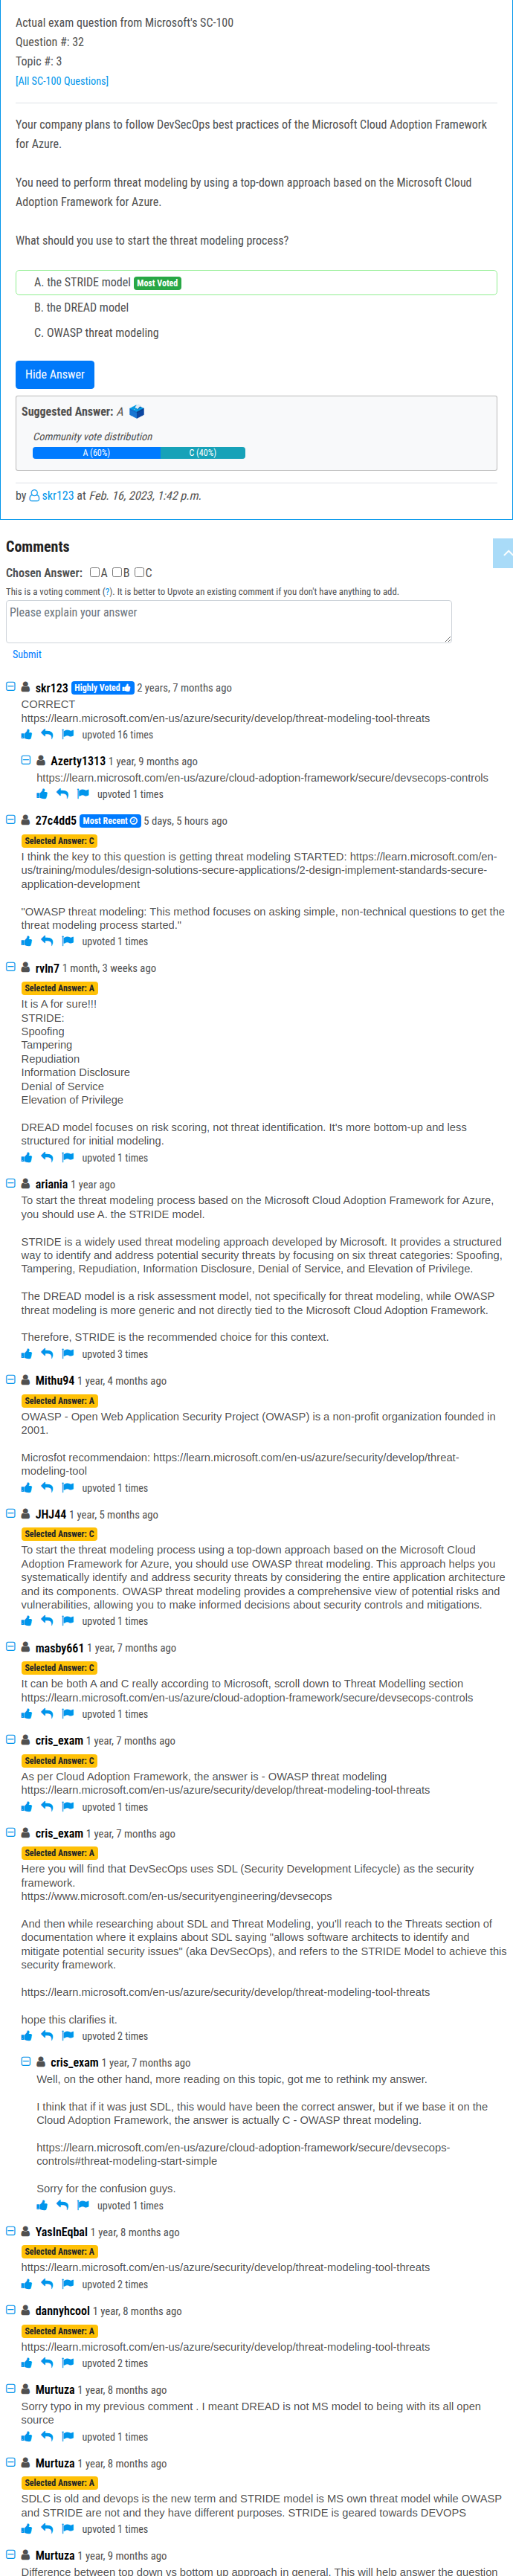 Actual exam question from Microsoft's SC-100
Question #: 32
Topic #: 3
[All SC-100 Questions]
Your company plans to follow DevSecOps best practices of the Microsoft Cloud Adoption Framework
for Azure.
You need to perform threat modeling by using a top-down approach based on the Microsoft Cloud
Adoption Framework for Azure.
What should you use to start the threat modeling process?
A. the STRIDE model Most Voted
B. the DREAD model
C. OWASP threat modeling
Hide Answer
Suggested Answer: A
Community vote distribution
A (60%) C (40%)
by skr123 at Feb. 16, 2023, 1:42 p.m.
Comments
Chosen Answer: A B C
This is a voting comment (?). It is better to Upvote an existing comment if you don't have anything to add.
Please explain your answer
Submit
skr123 Highly Voted 2 years, 7 months ago
CORRECT
https://learn.microsoft.com/en-us/azure/security/develop/threat-modeling-tool-threats
upvoted 16 times
Azerty1313 1 year, 9 months ago
https://learn.microsoft.com/en-us/azure/cloud-adoption-framework/secure/devsecops-controls
upvoted 1 times
27c4dd5 Most Recent 5 days, 5 hours ago
Selected Answer: C
I think the key to this question is getting threat modeling STARTED: https://learn.microsoft.com/en-
us/training/modules/design-solutions-secure-applications/2-design-implement-standards-secure-
application-development
"OWASP threat modeling: This method focuses on asking simple, non-technical questions to get the
threat modeling process started."
upvoted 1 times
rvln7 1 month, 3 weeks ago
Selected Answer: A
It is A for sure!!!
STRIDE:
Spoofing
Tampering
Repudiation
Information Disclosure
Denial of Service
Elevation of Privilege
DREAD model focuses on risk scoring, not threat identification. It's more bottom-up and less
structured for initial modeling.
upvoted 1 times
ariania 1 year ago
To start the threat modeling process based on the Microsoft Cloud Adoption Framework for Azure,
you should use A. the STRIDE model.
STRIDE is a widely used threat modeling approach developed by Microsoft. It provides a structured
way to identify and address potential security threats by focusing on six threat categories: Spoofing,
Tampering, Repudiation, Information Disclosure, Denial of Service, and Elevation of Privilege.
The DREAD model is a risk assessment model, not specifically for threat modeling, while OWASP
threat modeling is more generic and not directly tied to the Microsoft Cloud Adoption Framework.
Therefore, STRIDE is the recommended choice for this context.
upvoted 3 times
Mithu94 1 year, 4 months ago
Selected Answer: A
OWASP - Open Web Application Security Project (OWASP) is a non-profit organization founded in
2001.
Microsfot recommendaion: https://learn.microsoft.com/en-us/azure/security/develop/threat-
modeling-tool
upvoted 1 times
JHJ44 1 year, 5 months ago
Selected Answer: C
To start the threat modeling process using a top-down approach based on the Microsoft Cloud
Adoption Framework for Azure, you should use OWASP threat modeling. This approach helps you
systematically identify and address security threats by considering the entire application architecture
and its components. OWASP threat modeling provides a comprehensive view of potential risks and
vulnerabilities, allowing you to make informed decisions about security controls and mitigations.
upvoted 1 times
masby661 1 year, 7 months ago
Selected Answer: C
It can be both A and C really according to Microsoft, scroll down to Threat Modelling section
https://learn.microsoft.com/en-us/azure/cloud-adoption-framework/secure/devsecops-controls
upvoted 1 times
cris_exam 1 year, 7 months ago
Selected Answer: C
As per Cloud Adoption Framework, the answer is - OWASP threat modeling
https://learn.microsoft.com/en-us/azure/security/develop/threat-modeling-tool-threats
upvoted 1 times
cris_exam 1 year, 7 months ago
Selected Answer: A
Here you will find that DevSecOps uses SDL (Security Development Lifecycle) as the security
framework.
https://www.microsoft.com/en-us/securityengineering/devsecops
And then while researching about SDL and Threat Modeling, you'll reach to the Threats section of
documentation where it explains about SDL saying "allows software architects to identify and
mitigate potential security issues" (aka DevSecOps), and refers to the STRIDE Model to achieve this
security framework.
https://learn.microsoft.com/en-us/azure/security/develop/threat-modeling-tool-threats
hope this clarifies it.
upvoted 2 times
cris_exam 1 year, 7 months ago
Well, on the other hand, more reading on this topic, got me to rethink my answer.
I think that if it was just SDL, this would have been the correct answer, but if we base it on the
Cloud Adoption Framework, the answer is actually C - OWASP threat modeling.
https://learn.microsoft.com/en-us/azure/cloud-adoption-framework/secure/devsecops-
controls#threat-modeling-start-simple
Sorry for the confusion guys.
upvoted 1 times
YasInEqbal 1 year, 8 months ago
Selected Answer: A
https://learn.microsoft.com/en-us/azure/security/develop/threat-modeling-tool-threats
upvoted 2 times
dannyhcool 1 year, 8 months ago
Selected Answer: A
https://learn.microsoft.com/en-us/azure/security/develop/threat-modeling-tool-threats
upvoted 2 times
Murtuza 1 year, 8 months ago
Sorry typo in my previous comment . I meant DREAD is not MS model to being with its all open
source
upvoted 1 times
Murtuza 1 year, 8 months ago
Selected Answer: A
SDLC is old and devops is the new term and STRIDE model is MS own threat model while OWASP
and STRIDE are not and they have different purposes. STRIDE is geared towards DEVOPS
upvoted 1 times
Murtuza 1 year, 9 months ago
Difference between top down vs bottom up approach in general. This will help answer the question